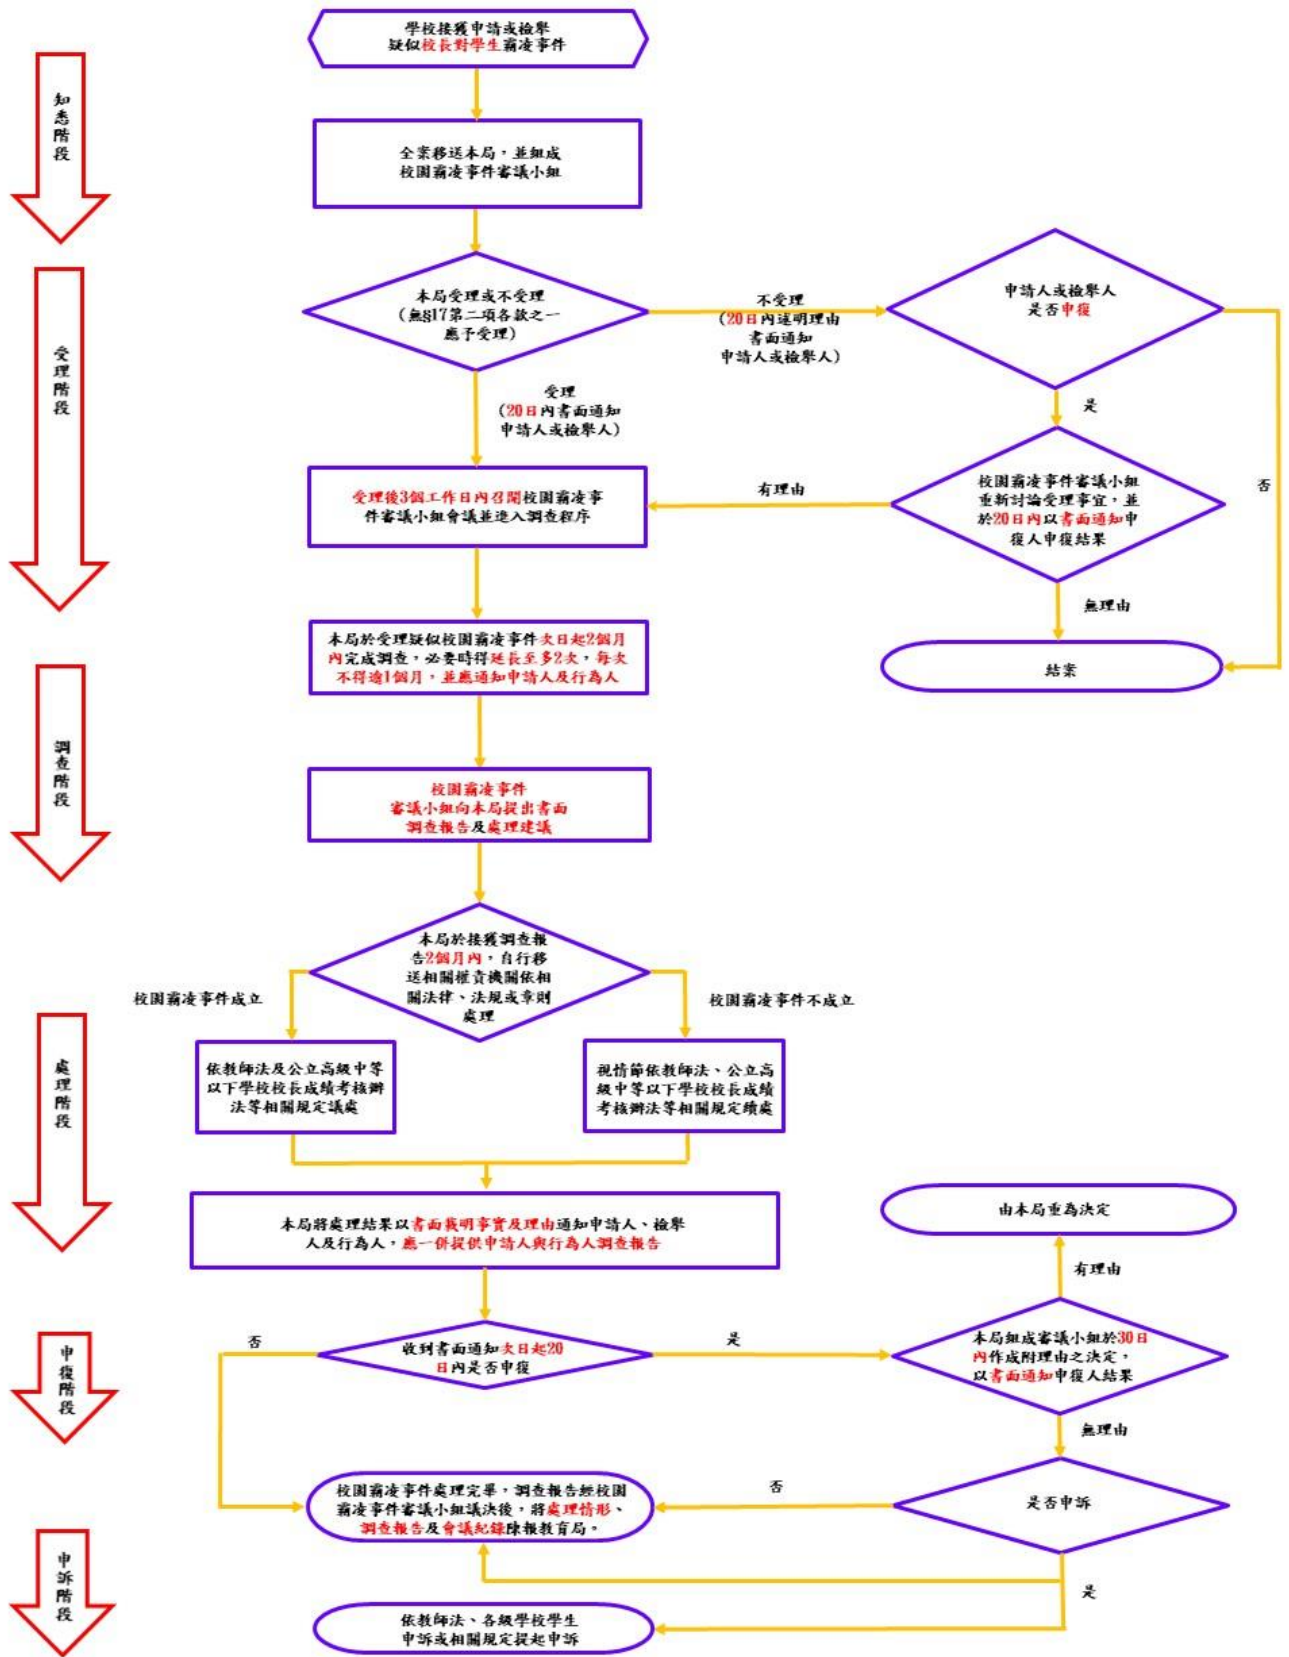 知悉階段
學校接獲申請或檢舉
疑似校長對學生霸凌事件
全案移送本局，並組成
校園霸凌事件審議小組
受理階段
本局受理或不受理
(無§17第二項各款之一
應予受理)
不受理
(20日內述明理由
書面通知
申請人或檢舉人)
申請人或檢舉人
是否申復
受理
(20日內書面通知
申請人或檢舉人)
是
否
受理後3個工作日內召開校園霸凌事
件審議小組會議並進入調查程序
有理由
校園霸凌事件審議小組
重新討論受理事宜，並
於20日內以書面通知申
復人申復結果
無理由
結案
調查階段
本局於受理疑似校園霸凌事件次日起2個月
內完成調查，必要時得延長至多2次，每次
不得逾1個月，並應通知申請人及行為人
校園霸凌事件
審議小組向本局提出書面
調查報告及處理建議
處理階段
本局於接獲調查報
告2個月內，自行移
送相關權責機關依相
關法律、法規或章則
處理
校園霸凌事件成立
校園霸凌事件不成立
依教師法及公立高級中等
以下學校校長成績考核辦
法等相關規定議處
視情節依教師法、公立高
級中等以下學校校長成績
考核辦法等相關規定續處
本局將處理結果以書面載明事實及理由通知申請人、檢舉
人及行為人，應一併提供申請人與行為人調查報告
由本局重為決定
有理由
申復階段
否
收到書面通知次日起20
日內是否申復
是
本局組成審議小組於30日
內作成附理由之決定，
以書面通知申復人結果
無理由
校園霸凌事件處理完畢，調查報告經校園
霸凌事件審議小組議決後，將處理情形、
調查報告及會議紀錄陳報教育局。
否
是否申訴
是
申訴階段
依教師法、各級學校學生
申訴或相關規定提起申訴